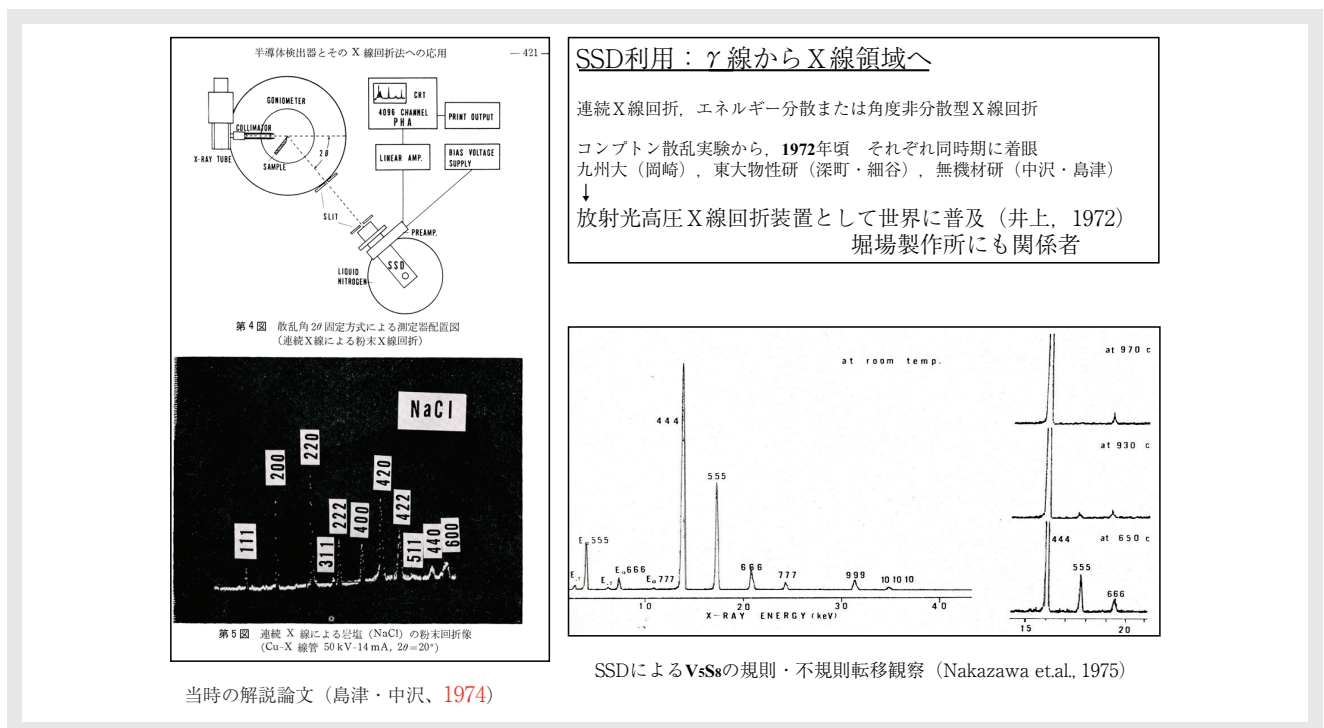 半導体検出器とその X 線回折法への応用 — 421 —
GONIOMETER
COLLIMATOR
X-RAY TUBE
SAMPLE
2θ
SLIT
CRT
4096 CHANNEL
PHA
PRINT OUTPUT
LINEAR AMP.
BIAS VOLTAGE
SUPPLY
PREAMP.
SSD
LIQUID
NITROGEN
第4図 散乱角 2θ 固定方式による測定器配置図
(連続X線による粉末X線回折)
NaCl
111
200
220
311
222
400
420
422
511
440
600
第5図 連続 X 線による岩塩 (NaCl) の粉末回折像
(Cu-X 線管 50 kV-14 mA, 2θ=20°)
当時の解説論文（島津・中沢、1974）
SSD利用：γ線からX線領域へ
連続X線回折，エネルギー分散または角度非分散型X線回折
コンプトン散乱実験から，1972年頃 それぞれ同時期に着眼
九州大（岡崎），東大物性研（深町・細谷），無機材研（中沢・島津）
↓
放射光高圧X線回折装置として世界に普及（井上，1972）
堀場製作所にも関係者
at room temp.
444
555
666
777
999
10 10 10
555
666
777
10 20 30 40
X-RAY ENERGY (keV)
at 970 c
at 930 c
at 650 c
444
555
666
15 20
SSDによるV5S8の規則・不規則転移観察（Nakazawa et.al., 1975）